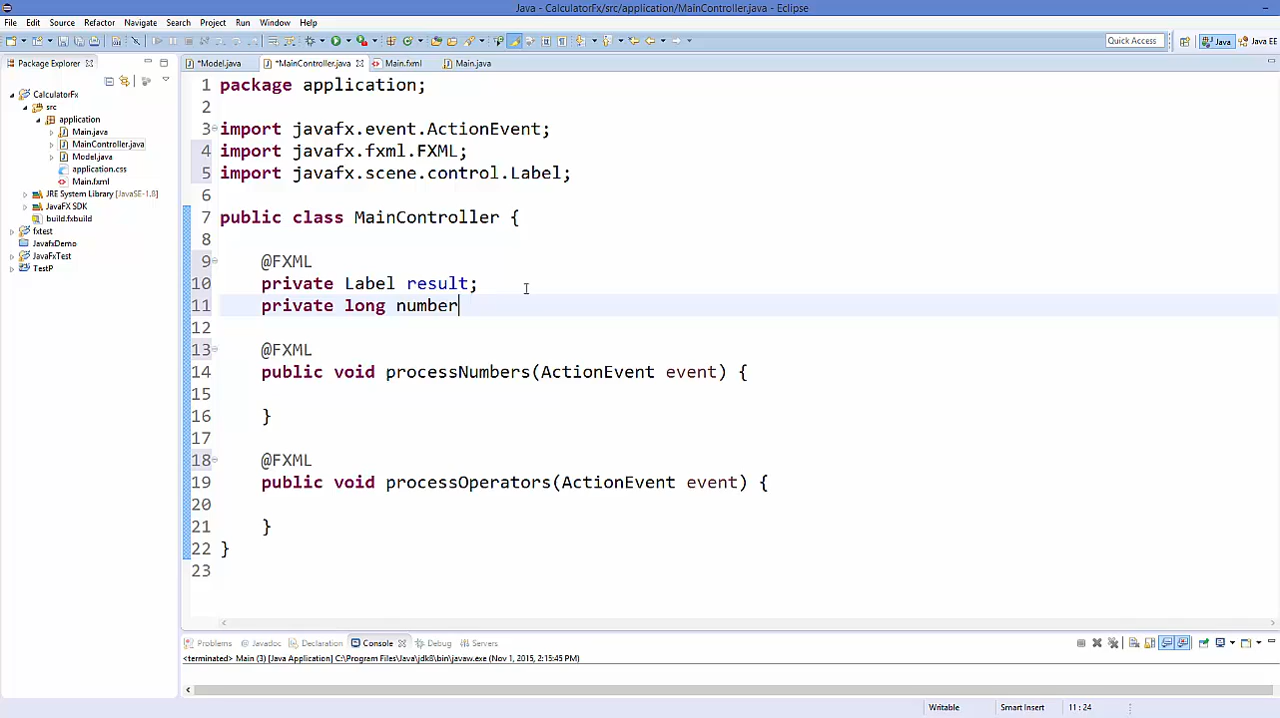 Java - CalculatorFx/src/application/MainController.java - Eclipse
File Edit Source Refactor Navigate Search Project Run Window Help
Quick Access
Java
Java EE
Package Explorer
*Model.java
*MainController.java
Main.fxml
Main.java
CalculatorFx
src
application
Main.java
MainController.java
Model.java
application.css
Main.fxml
JRE System Library [JavaSE-1.8]
JavaFX SDK
build.fxbuild
fxtest
JavafxDemo
JavaFxTest
TestP
1 package application;
2
3 import javafx.event.ActionEvent;
4 import javafx.fxml.FXML;
5 import javafx.scene.control.Label;
6
7 public class MainController {
8
9 @FXML
10 private Label result;
11 private long number
12
13 @FXML
14 public void processNumbers(ActionEvent event) {
15
16 }
17
18 @FXML
19 public void processOperators(ActionEvent event) {
20
21 }
22 }
23
Problems Javadoc Declaration Console Debug Servers
<terminated> Main (3) [Java Application] C:\Program Files\Java\jdk8\bin\javaw.exe (Nov 1, 2015, 2:15:45 PM)
Writable Smart Insert 11 : 24